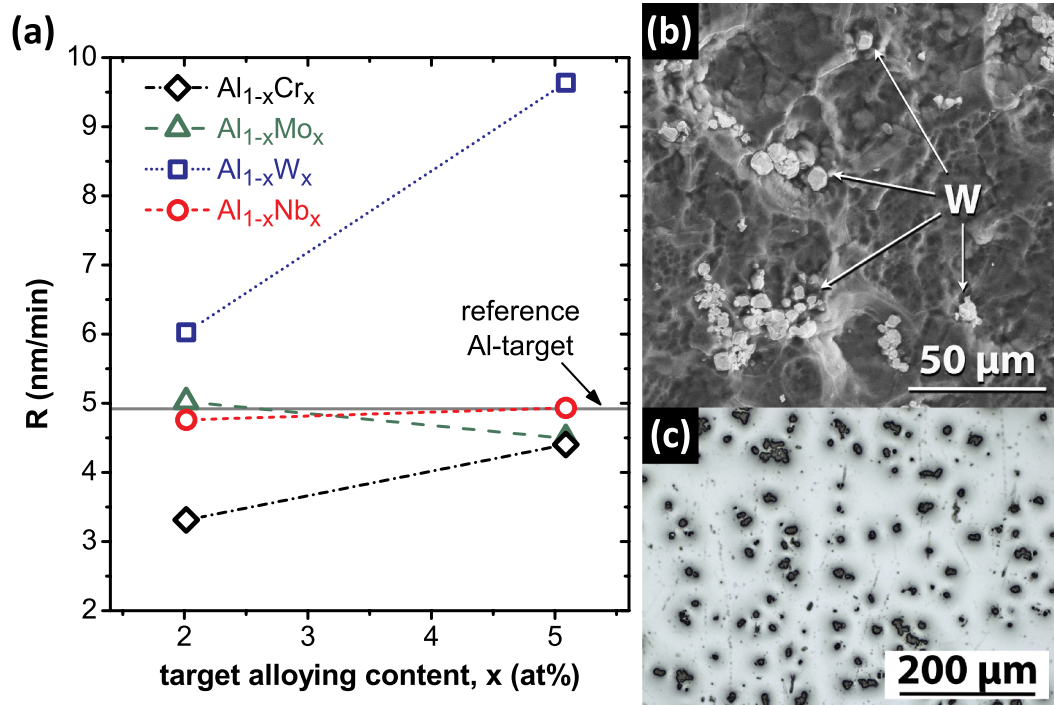 (a)
10
9
8
7
6
5
4
3
2
R (nm/min)
Al1-xCrx
Al1-xMox
Al1-xWx
Al1-xNbx
reference
Al-target
2
3
4
5
target alloying content, x (at%)
(b)
W
50 µm
(c)
200 µm